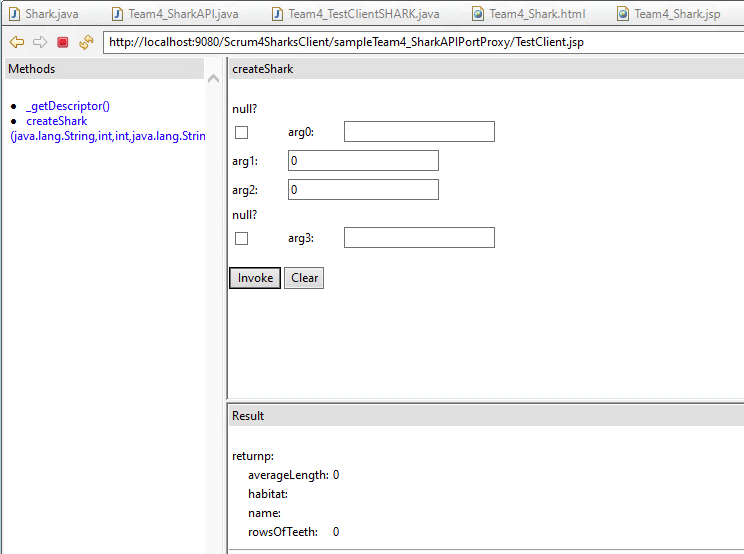 Shark.java Team4_SharkAPI.java Team4_TestClientSHARK.java Team4_Shark.html Team4_Shark.jsp
http://localhost:9080/Scrum4SharksClient/sampleTeam4_SharkAPIPortProxy/TestClient.jsp
Methods
_getDescriptor()
createShark
(java.lang.String,int,int,java.lang.Strin
createShark
null?
arg0:
arg1: 0
arg2: 0
null?
arg3:
Invoke Clear
Result
returnp:
averageLength: 0
habitat:
name:
rowsOfTeeth: 0